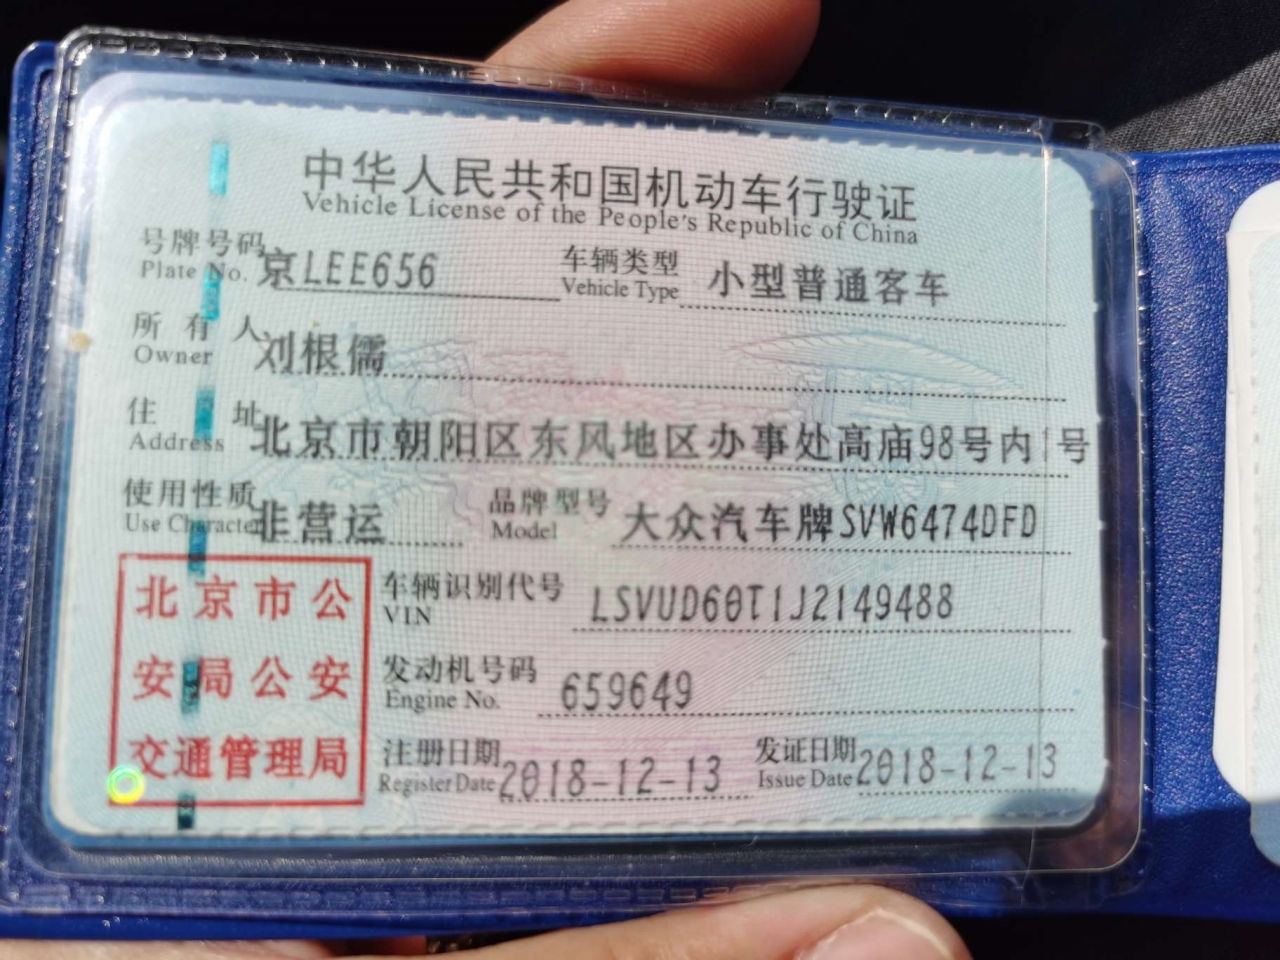 中华人民共和国机动车行驶证
Vehicle License of the People's Republic of China
号牌号码 京LEE656 车辆类型 小型普通客车
Plate No. Vehicle Type
所有人 刘根儒
Owner
住址 北京市朝阳区东风地区办事处高庙98号内1号
Address
使用性质 非营运 品牌型号 大众汽车牌SVW6474DFD
Use Character Model
北京市公 车辆识别代号 LSVUD60T1J2149488
VIN
安局公安 发动机号码 659649
Engine No.
交通管理局 注册日期 2018-12-13 发证日期 2018-12-13
Register Date Issue Date